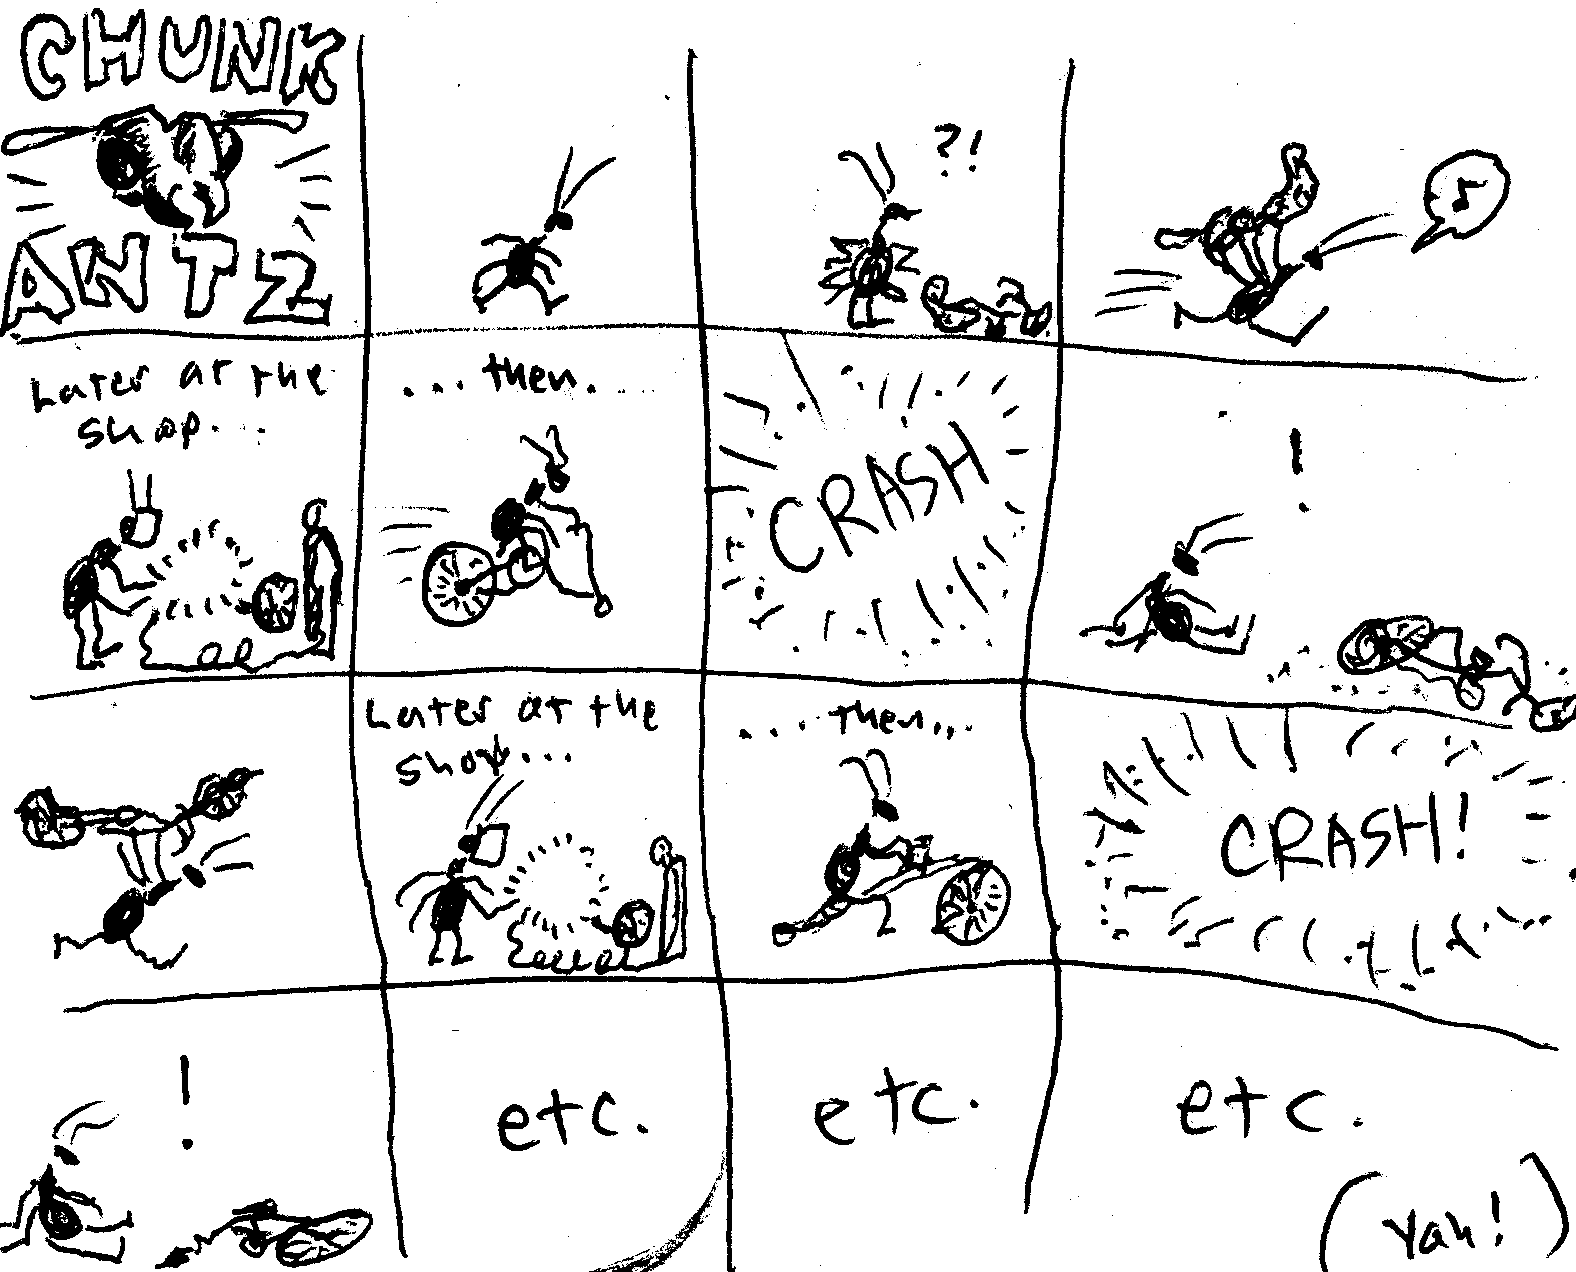 CHUNK
ANTZ
?!
Later at the
shop...
...then.....
CRASH
!
Later at the
shop...
....then...
CRASH!
!
etc.
etc.
etc.
(Yah!)